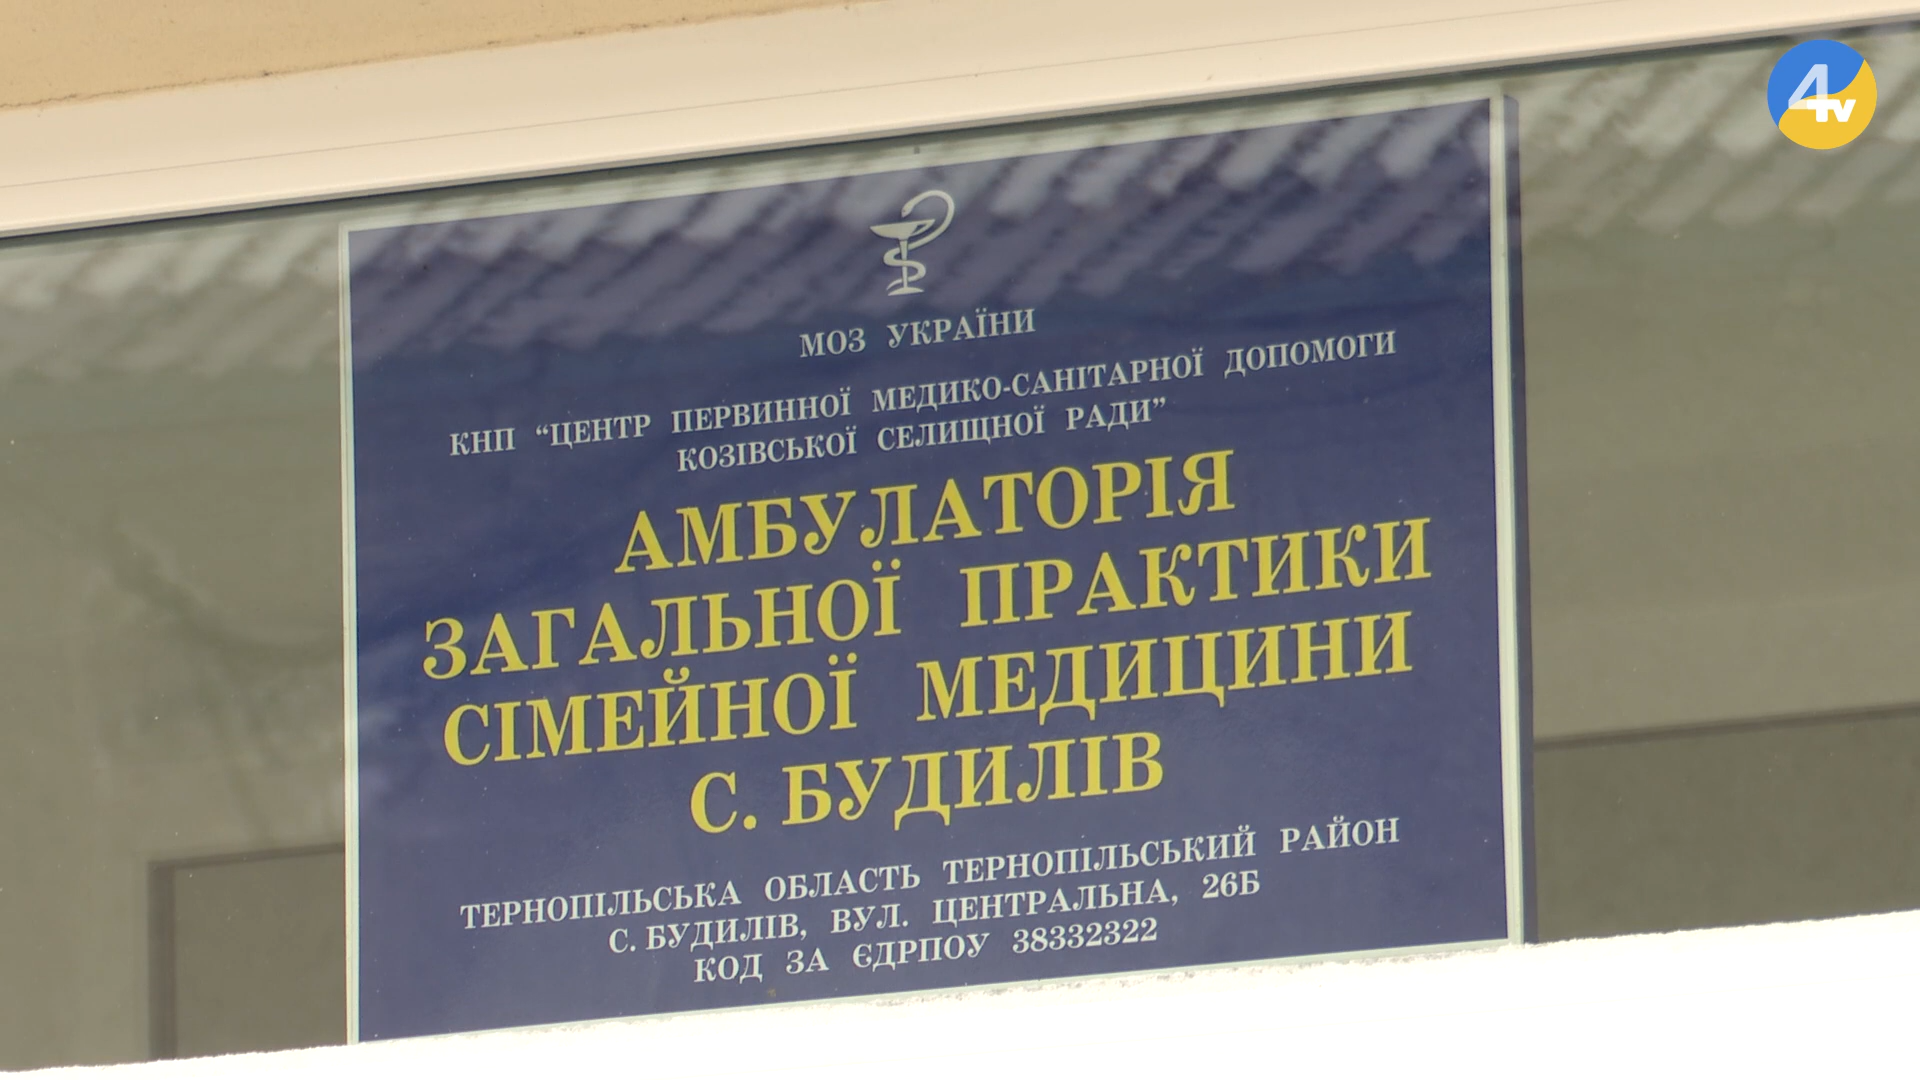 4tv
МОЗ УКРАЇНИ
КНП “ЦЕНТР ПЕРВИННОЇ МЕДИКО-САНІТАРНОЇ ДОПОМОГИ
КОЗІВСЬКОЇ СЕЛИЩНОЇ РАДИ”
АМБУЛАТОРІЯ
ЗАГАЛЬНОЇ ПРАКТИКИ
СІМЕЙНОЇ МЕДИЦИНИ
С. БУДИЛІВ
ТЕРНОПІЛЬСЬКА ОБЛАСТЬ ТЕРНОПІЛЬСЬКИЙ РАЙОН
С. БУДИЛІВ, ВУЛ. ЦЕНТРАЛЬНА, 26Б
КОД ЗА ЄДРПОУ 38332322